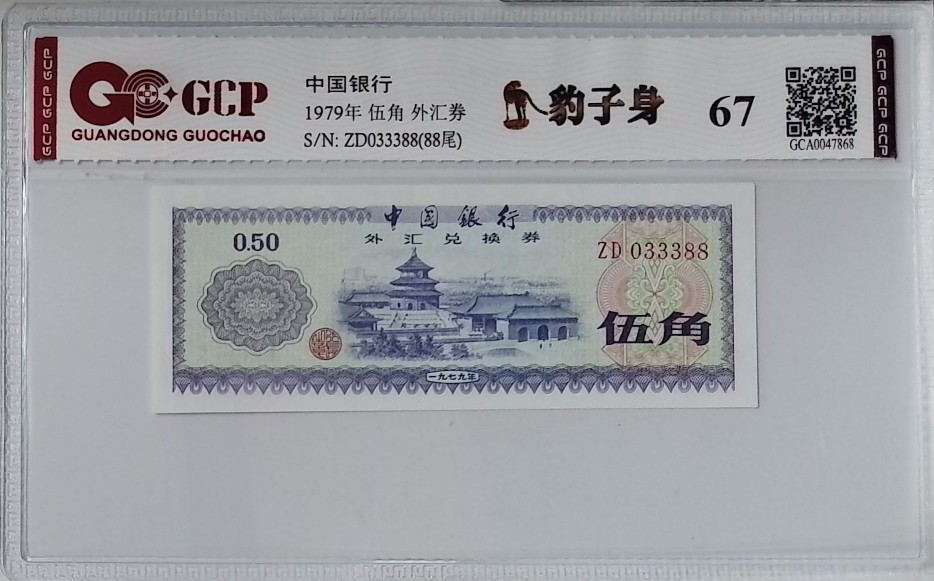 GCP GCP GCP
GCP
GUANGDONG GUOCHAO
中国银行
1979年 伍角 外汇券
S/N: ZD033388(88尾)
豹子身
67
GCA0047868
GCP GCP GCP
中国銀行
外汇兑换券
0.50
ZD 033388
伍角
一九七九年